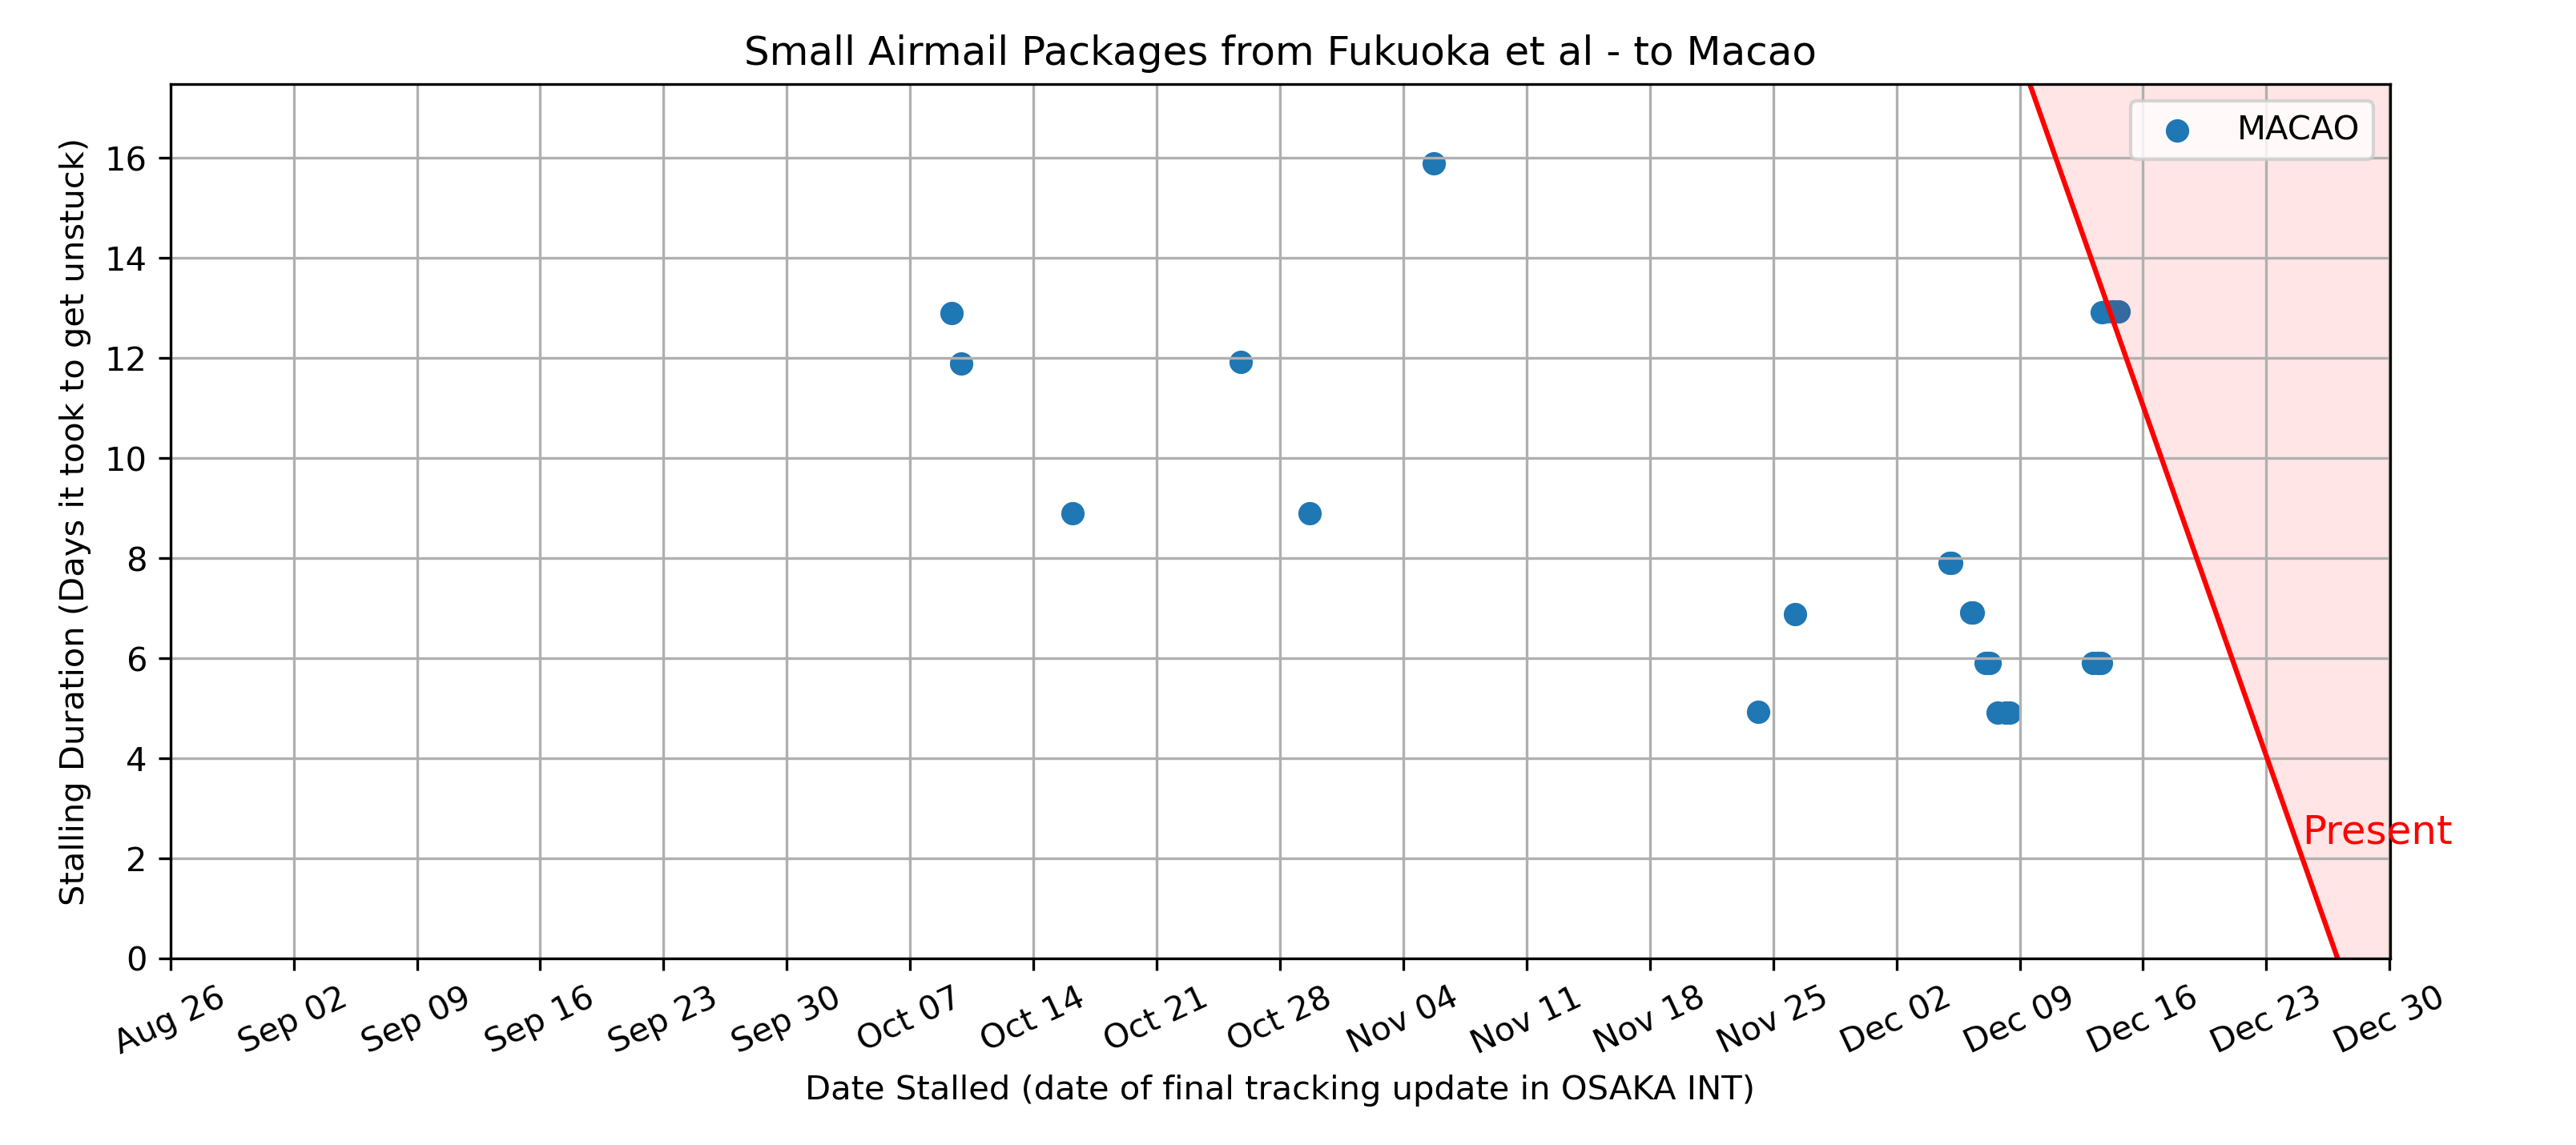 Small Airmail Packages from Fukuoka et al - to Macao
MACAO
Stalling Duration (Days it took to get unstuck)
16
14
12
10
8
6
4
2
0
Present
Aug 26 Sep 02 Sep 09 Sep 16 Sep 23 Sep 30 Oct 07 Oct 14 Oct 21 Oct 28 Nov 04 Nov 11 Nov 18 Nov 25 Dec 02 Dec 09 Dec 16 Dec 23 Dec 30
Date Stalled (date of final tracking update in OSAKA INT)